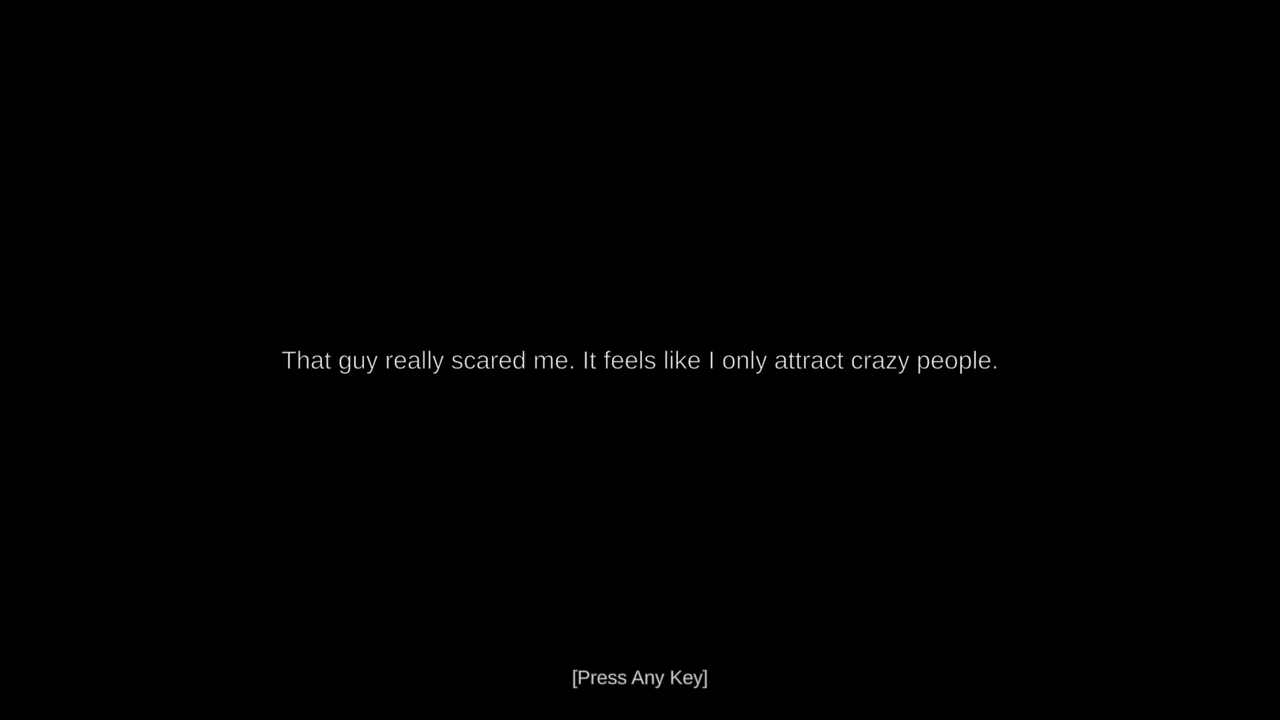 That guy really scared me. It feels like I only attract crazy people.
[Press Any Key]